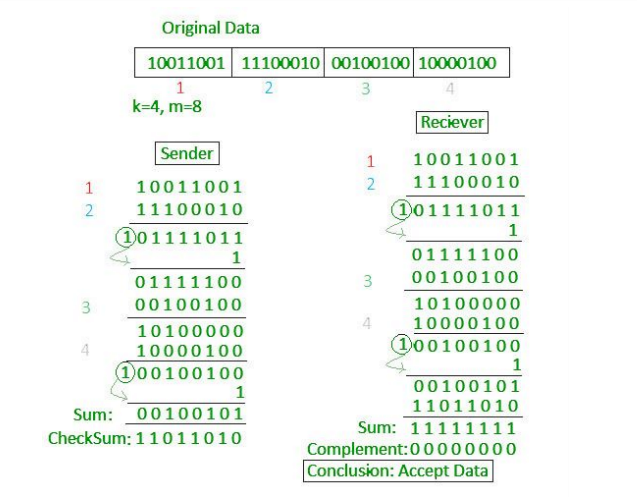 Original Data
10011001 11100010 00100100 10000100
1 2 3 4
k=4, m=8
Sender
1 10011001
2 11100010
1 01111011
1
01111100
3 00100100
10100000
4 10000100
1 00100100
1
Sum: 00100101
CheckSum: 11011010
Reciever
1 10011001
2 11100010
1 01111011
1
01111100
3 00100100
10100000
4 10000100
1 00100100
1
00100101
11011010
Sum: 11111111
Complement: 00000000
Conclusion: Accept Data